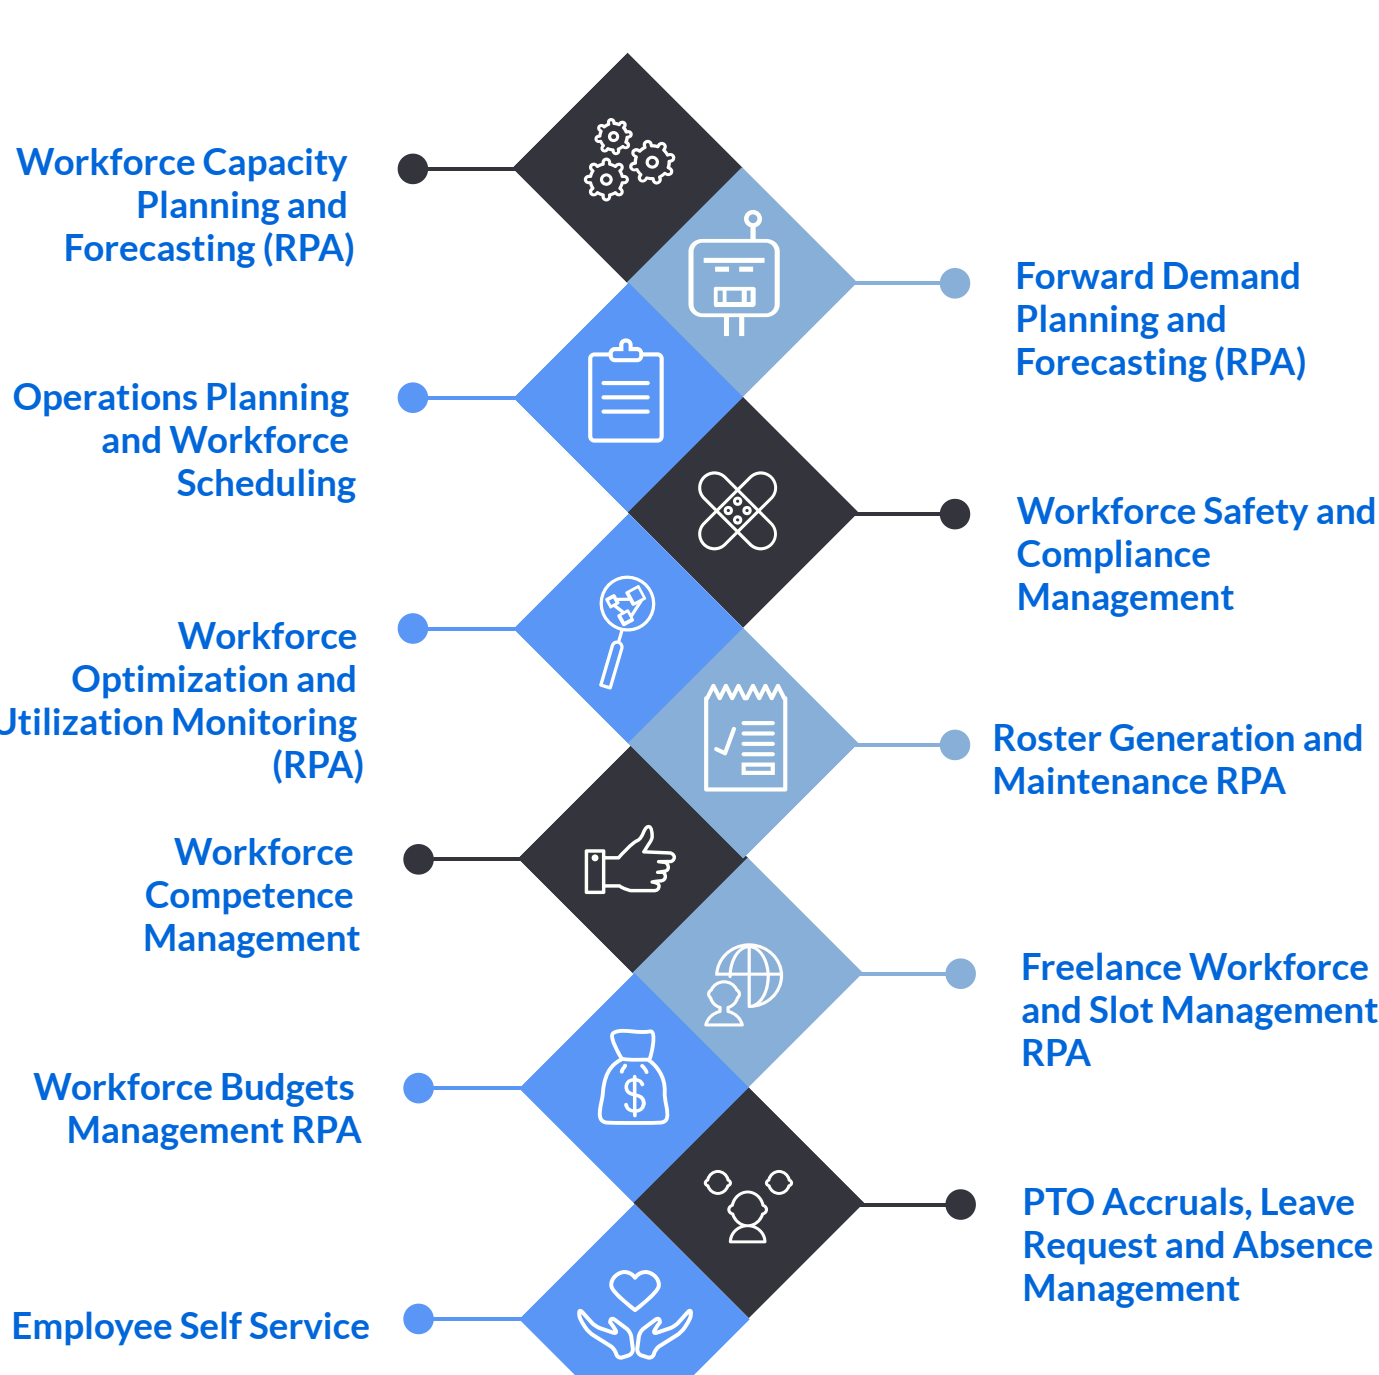 Workforce Capacity
Planning and
Forecasting (RPA)
Forward Demand
Planning and
Forecasting (RPA)
Operations Planning
and Workforce
Scheduling
Workforce Safety and
Compliance
Management
Workforce
Optimization and
Utilization Monitoring
(RPA)
Roster Generation and
Maintenance RPA
Workforce
Competence
Management
Freelance Workforce
and Slot Management
RPA
Workforce Budgets
Management RPA
$
PTO Accruals, Leave
Request and Absence
Management
Employee Self Service